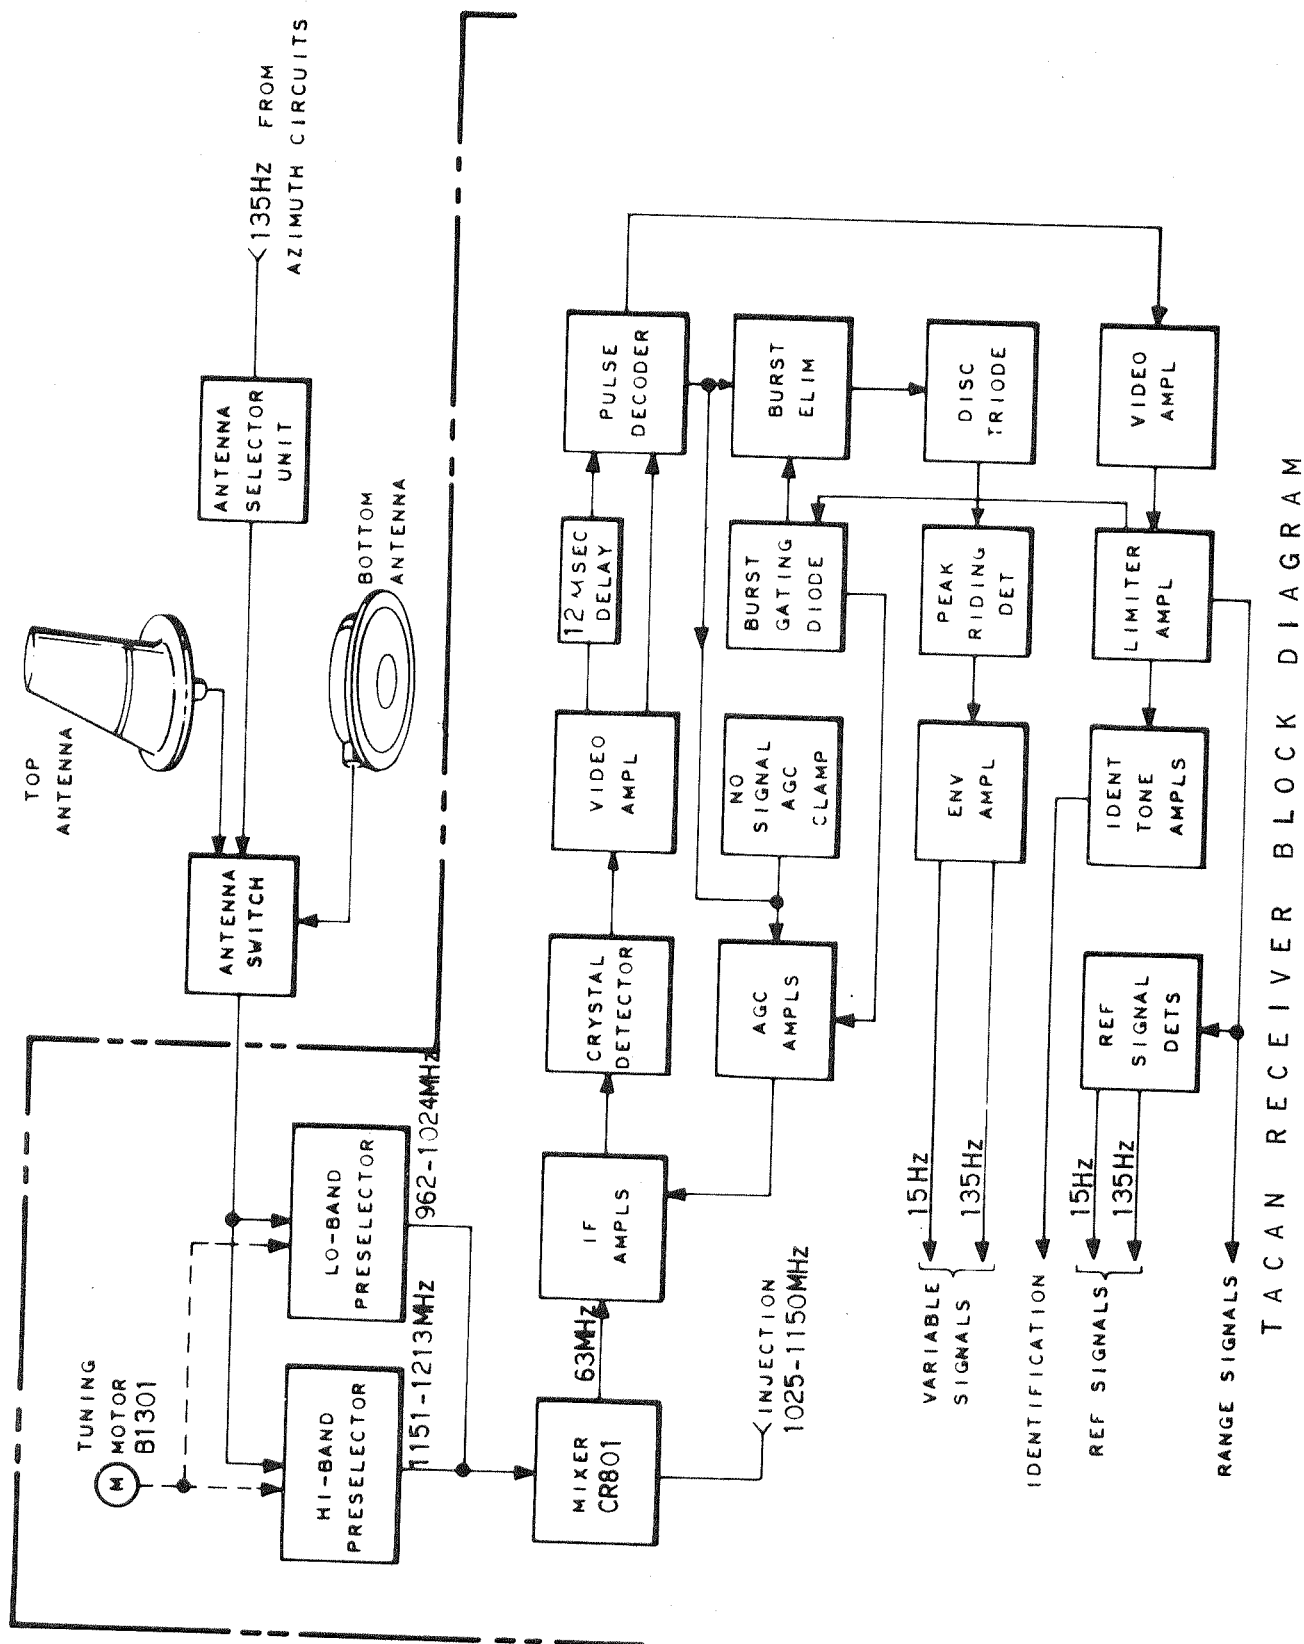 TOP
ANTENNA
ANTENNA
SELECTOR
UNIT
135Hz FROM
AZIMUTH CIRCUITS
ANTENNA
SWITCH
BOTTOM
ANTENNA
TUNING
MOTOR
B1301
M
HI-BAND
PRESELECTOR
LO-BAND
PRESELECTOR
1151-1213MHz
962-1024MHz
MIXER
CR801
63MHz
IF
AMPLS
CRYSTAL
DETECTOR
VIDEO
AMPL
12 µSEC
DELAY
PULSE
DECODER
INJECTION
1025-1150MHz
AGC
AMPLS
NO
SIGNAL
AGC
CLAMP
BURST
GATING
DIODE
BURST
ELIM
VARIABLE
SIGNALS
15Hz
135Hz
ENV
AMPL
PEAK
RIDING
DET
DISC
TRIODE
IDENTIFICATION
REF SIGNALS
15Hz
135Hz
REF
SIGNAL
DETS
IDENT
TONE
AMPLS
LIMITER
AMPL
VIDEO
AMPL
RANGE SIGNALS
TACAN RECEIVER BLOCK DIAGRAM